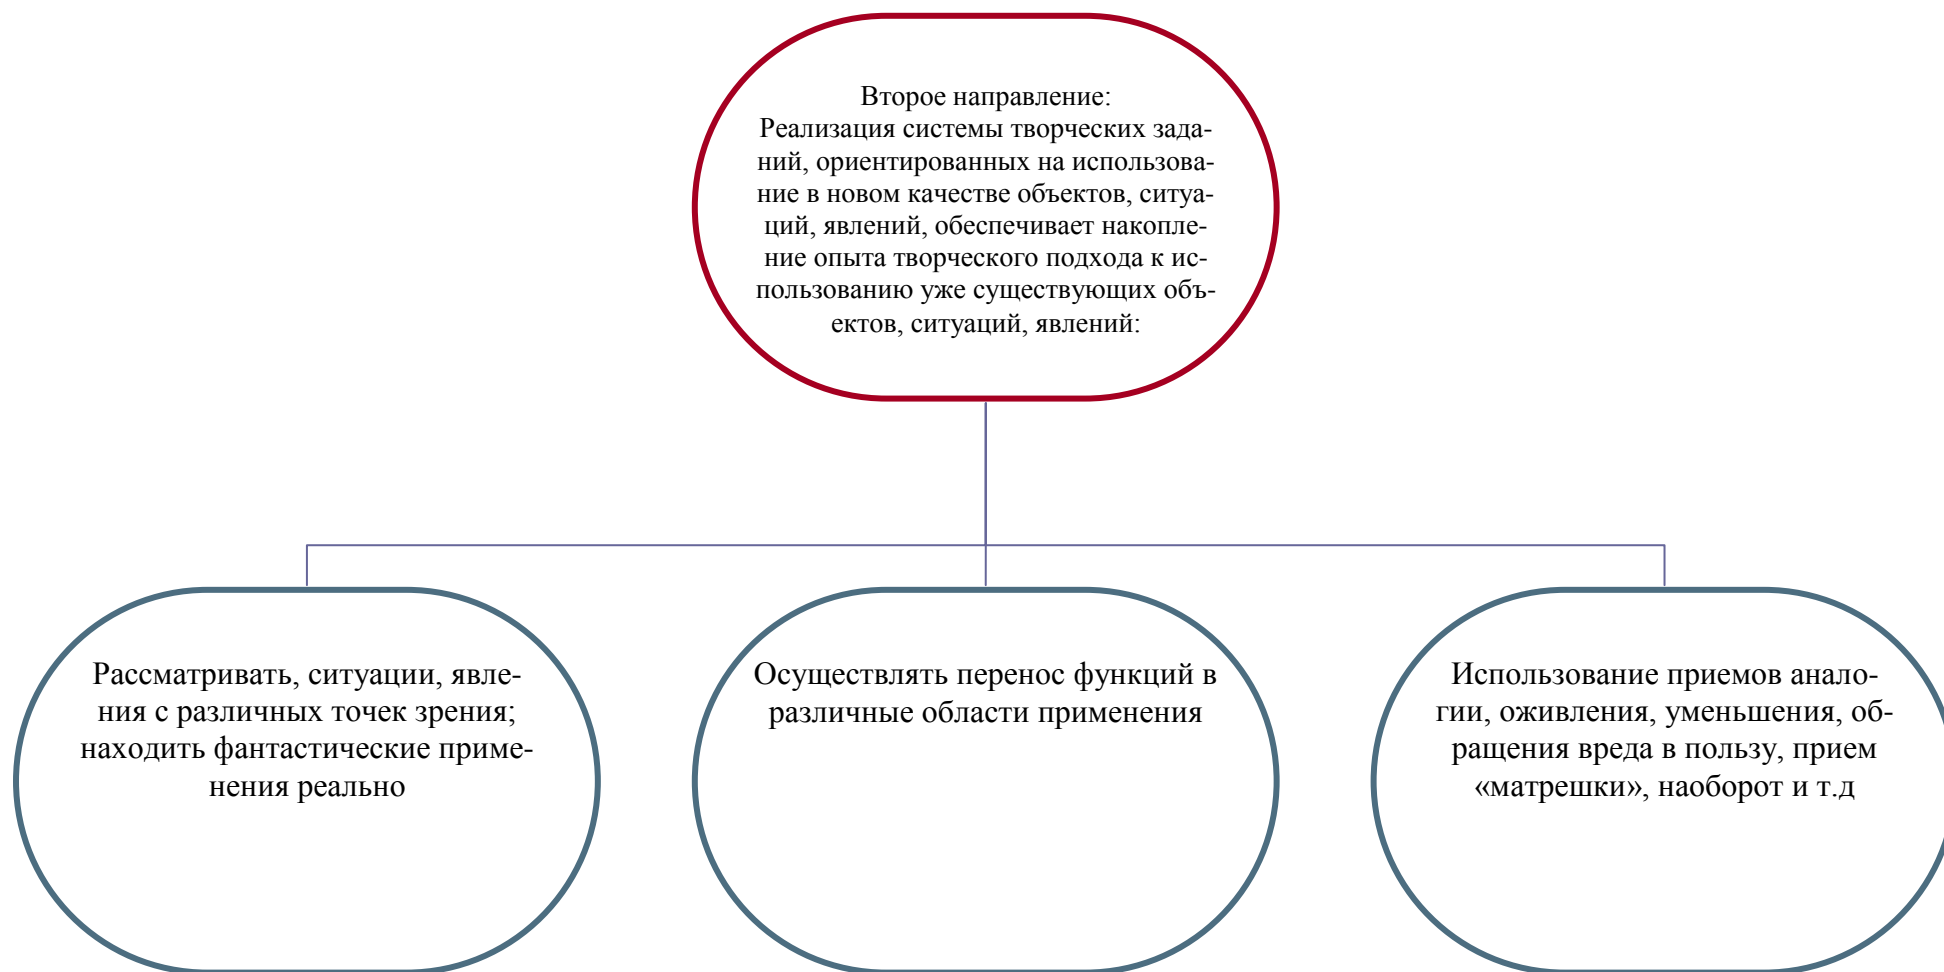 Второе направление:
Реализация системы творческих зада-
ний, ориентированных на использова-
ние в новом качестве объектов, ситуа-
ций, явлений, обеспечивает накопле-
ние опыта творческого подхода к ис-
пользованию уже существующих объ-
ектов, ситуаций, явлений:
Рассматривать, ситуации, явле-
ния с различных точек зрения;
находить фантастические приме-
нения реально
Осуществлять перенос функций в
различные области применения
Использование приемов анало-
гии, оживления, уменьшения, об-
ращения вреда в пользу, прием
«матрешки», наоборот и т.д